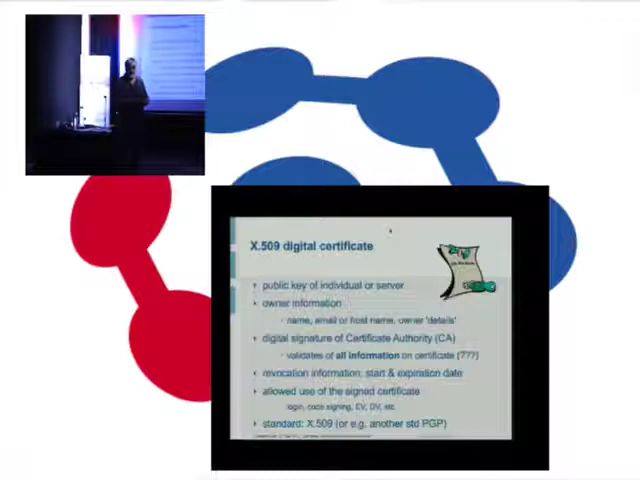 X.509 digital certificate
public key of individual or server
owner information
name, email or host name, owner 'details'
digital signature of Certificate Authority (CA)
validates of all information on certificate (???)
revocation information, start & expiration date
allowed use of the signed certificate
login, code signing, EV, DV, etc.
standard: X.509 (or e.g. another std PGP)